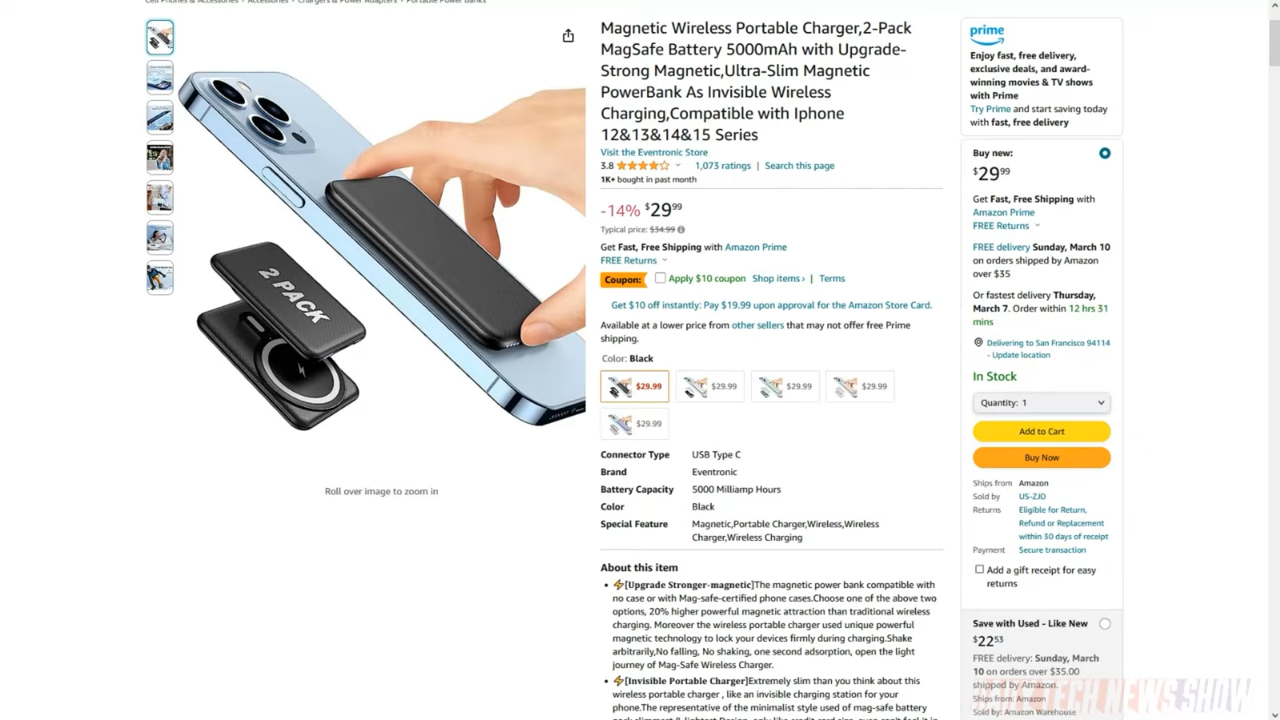 Cell Phones & Accessories › Accessories › Chargers & Power Adapters › Portable Power Banks
2 PACK
Roll over image to zoom in
Magnetic Wireless Portable Charger,2-Pack
MagSafe Battery 5000mAh with Upgrade-
Strong Magnetic,Ultra-Slim Magnetic
PowerBank As Invisible Wireless
Charging,Compatible with Iphone
12&13&14&15 Series
Visit the Eventronic Store
3.8 1,073 ratings | Search this page
1K+ bought in past month
-14% $29 99
Typical price: $34.99
Get Fast, Free Shipping with Amazon Prime
FREE Returns
Coupon: Apply $10 coupon Shop items › | Terms
Get $10 off instantly: Pay $19.99 upon approval for the Amazon Store Card.
Available at a lower price from other sellers that may not offer free Prime
shipping.
Color: Black
$29.99 $29.99 $29.99 $29.99
$29.99
Connector Type USB Type C
Brand Eventronic
Battery Capacity 5000 Milliamp Hours
Color Black
Special Feature Magnetic,Portable Charger,Wireless,Wireless
Charger,Wireless Charging
About this item
[Upgrade Stronger-magnetic]The magnetic power bank compatible with
no case or with Mag-safe-certified phone cases.Choose one of the above two
options, 20% higher powerful magnetic attraction than traditional wireless
charging. Moreover the wireless portable charger used unique powerful
magnetic technology to lock your devices firmly during charging.Shake
arbitrarily,No falling, No shaking, one second adsorption, open the light
journey of Mag-Safe Wireless Charger.
[Invisible Portable Charger]Extremely slim than you think about this
wireless portable charger , like an invisible charging station for your
phone.The representative of the minimalist style used of mag-safe battery
prime
Enjoy fast, free delivery,
exclusive deals, and award-
winning movies & TV shows
with Prime
Try Prime and start saving today
with fast, free delivery
Buy new:
$29 99
Get Fast, Free Shipping with
Amazon Prime
FREE Returns
FREE delivery Sunday, March 10
on orders shipped by Amazon
over $35
Or fastest delivery Thursday,
March 7. Order within 12 hrs 31
mins
Delivering to San Francisco 94114
- Update location
In Stock
Quantity: 1
Add to Cart
Buy Now
Ships from Amazon
Sold by US-ZJD
Returns Eligible for Return,
Refund or Replacement
within 30 days of receipt
Payment Secure transaction
Add a gift receipt for easy
returns
Save with Used - Like New
$22 53
FREE delivery: Sunday, March
10 on orders over $35.00
shipped by Amazon.
Ships from: Amazon
Sold by: Amazon Warehouse
TECH NEWS SHOW